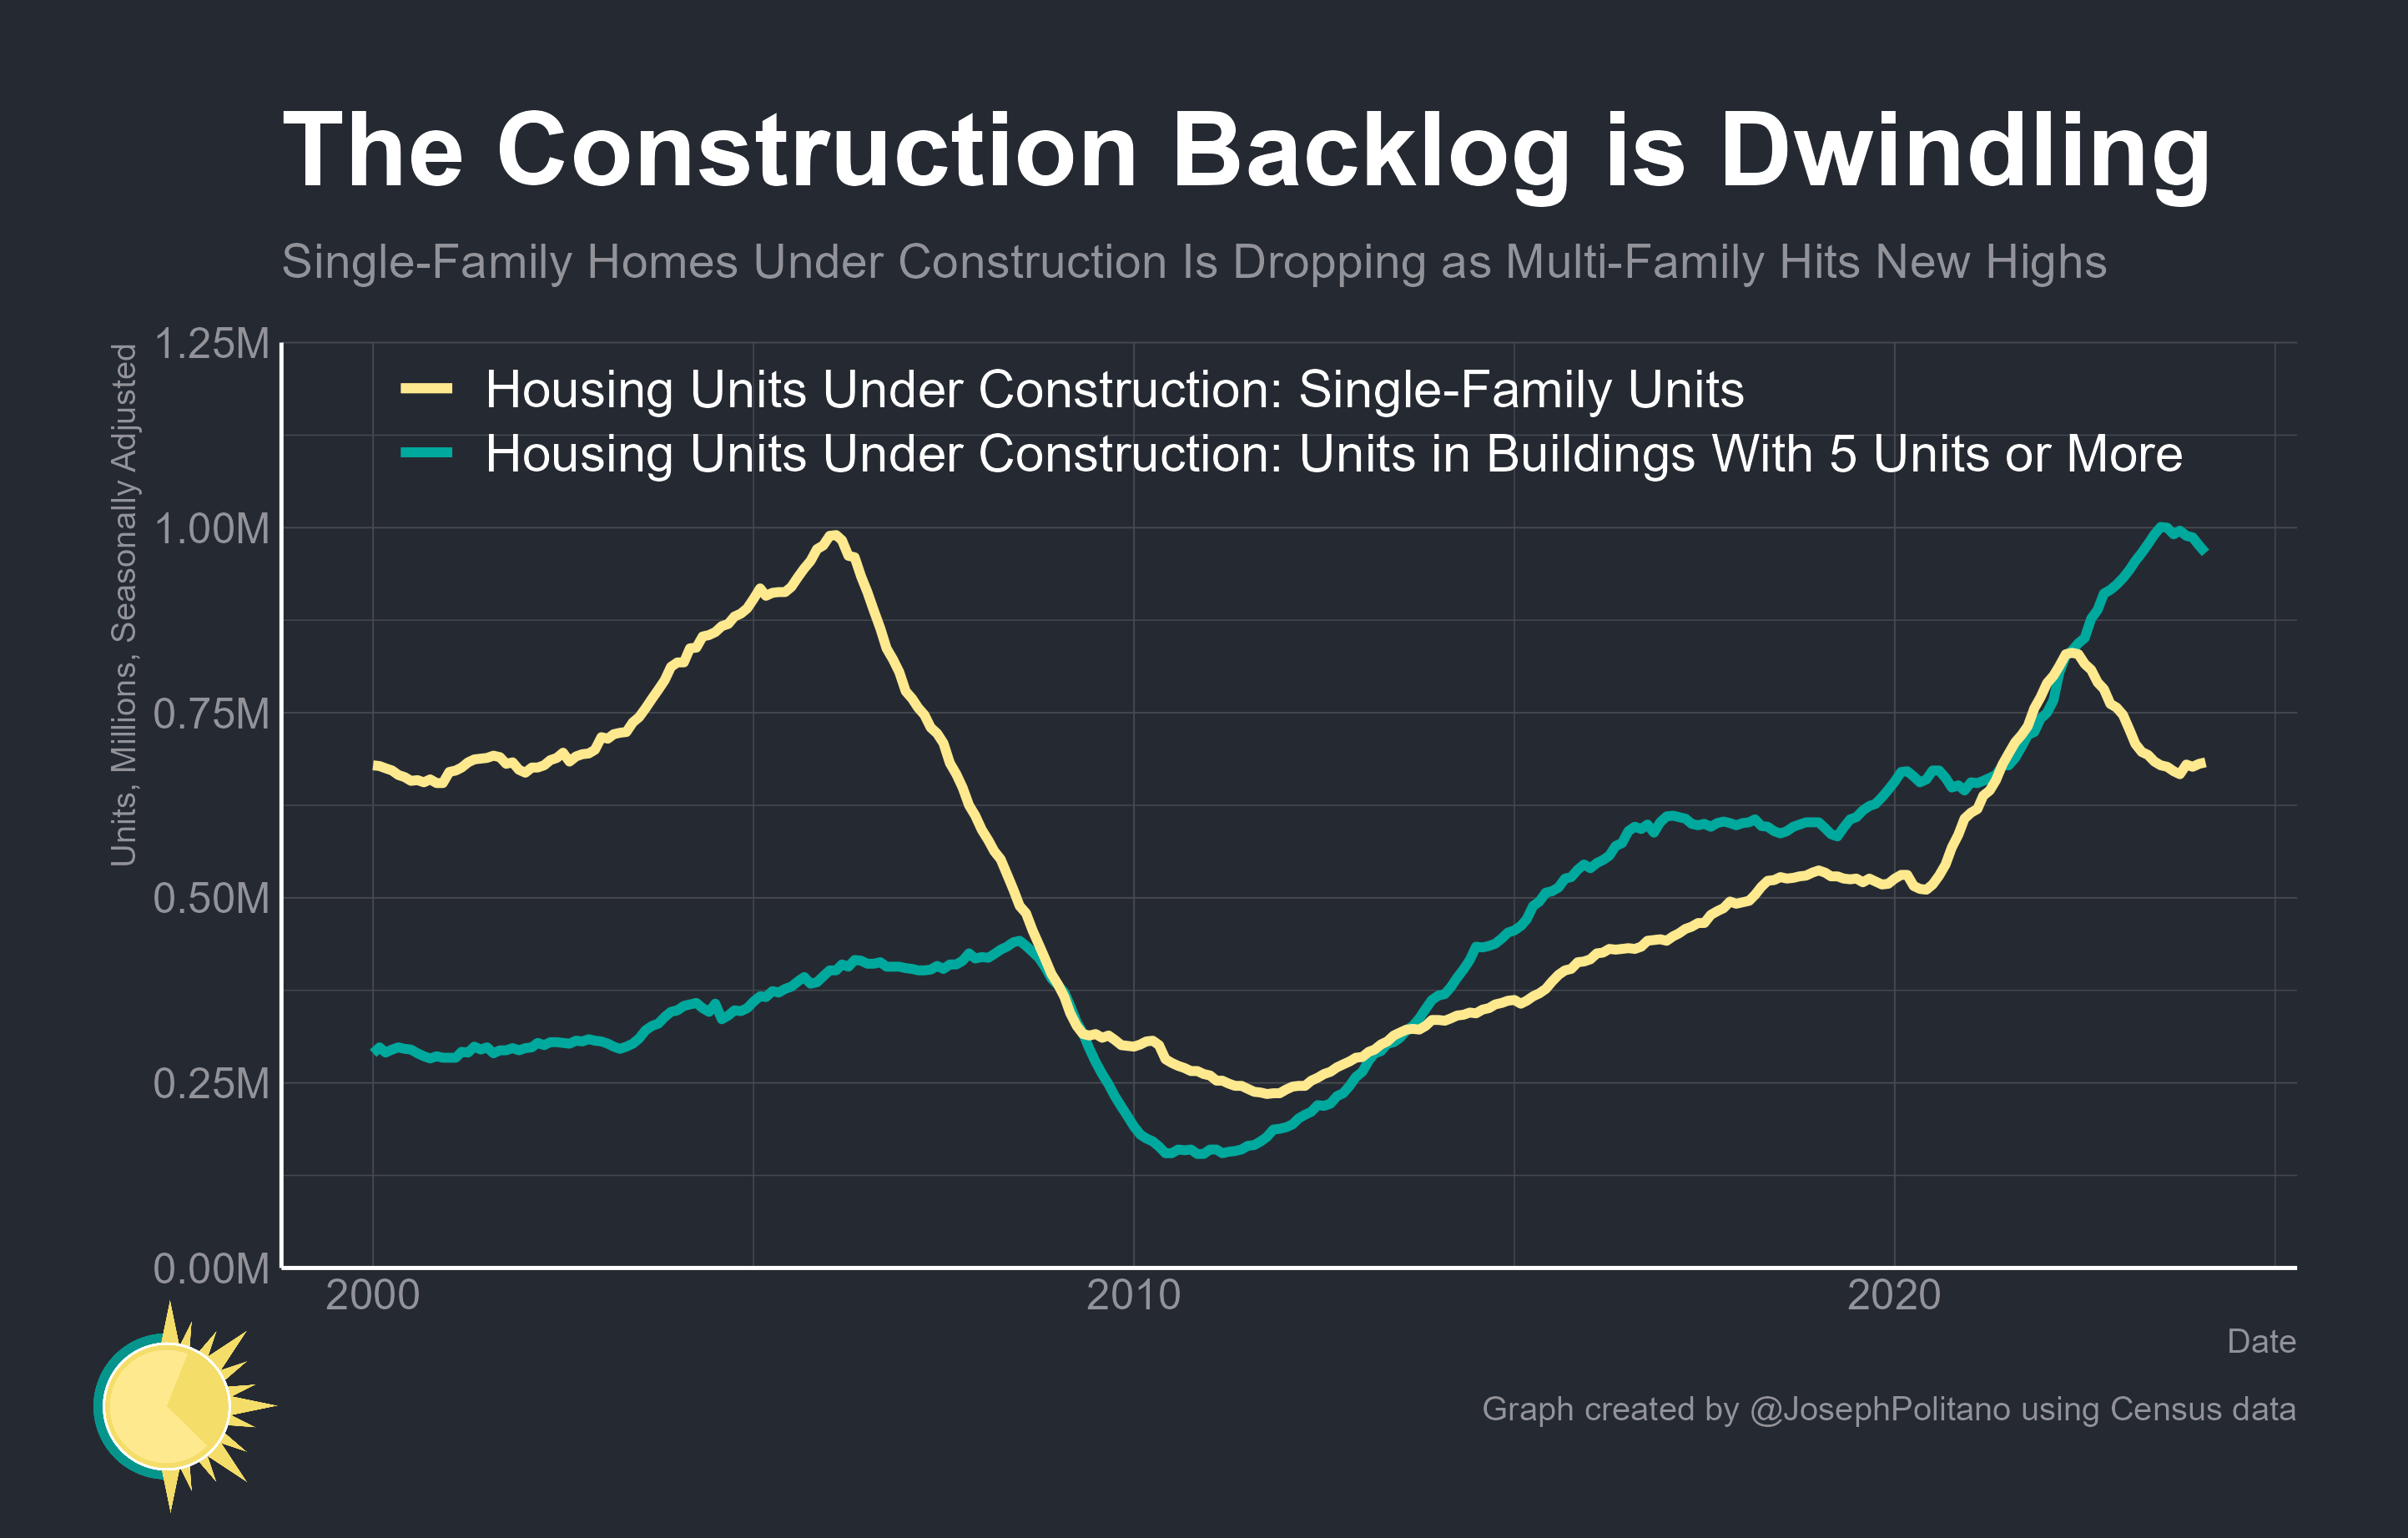 The Construction Backlog is Dwindling
Single-Family Homes Under Construction Is Dropping as Multi-Family Hits New Highs
Units, Millions, Seasonally Adjusted
1.25M
1.00M
0.75M
0.50M
0.25M
0.00M
Housing Units Under Construction: Single-Family Units
Housing Units Under Construction: Units in Buildings With 5 Units or More
2000
2010
2020
Date
Graph created by @JosephPolitano using Census data